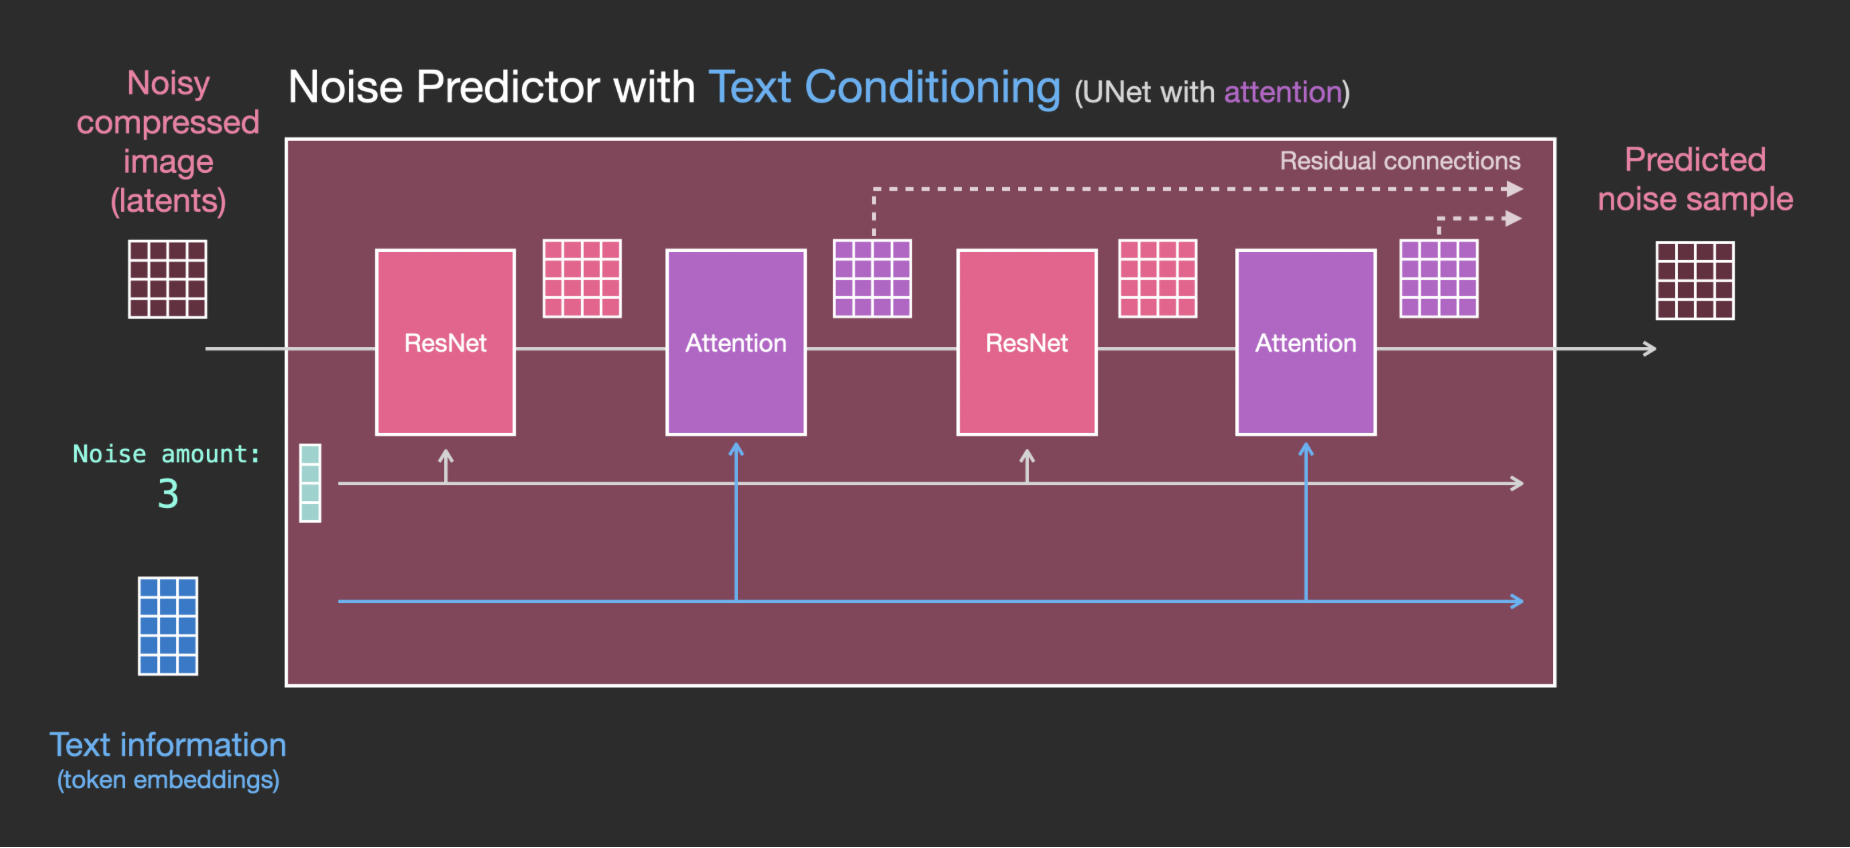 Noise Predictor with Text Conditioning (UNet with attention)
Noisy
compressed
image
(latents)
Residual connections
Predicted
noise sample
ResNet
Attention
ResNet
Attention
Noise amount:
3
Text information
(token embeddings)